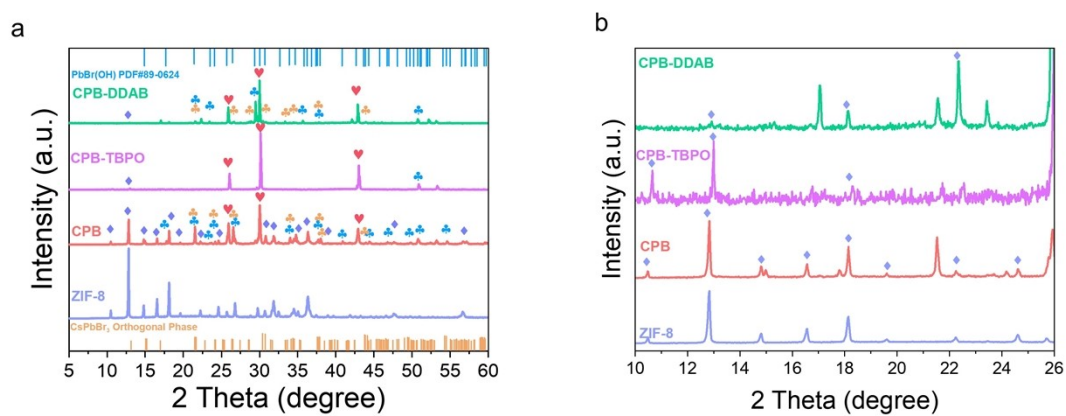 a
Intensity (a.u.)
PbBr(OH) PDF#89-0624
CPB-DDAB
CPB-TBPO
CPB
ZIF-8
CsPbBr₃ Orthogonal Phase
5 10 15 20 25 30 35 40 45 50 55 60
2 Theta (degree)
b
Intensity (a.u.)
CPB-DDAB
CPB-TBPO
CPB
ZIF-8
10 12 14 16 18 20 22 24 26
2 Theta (degree)